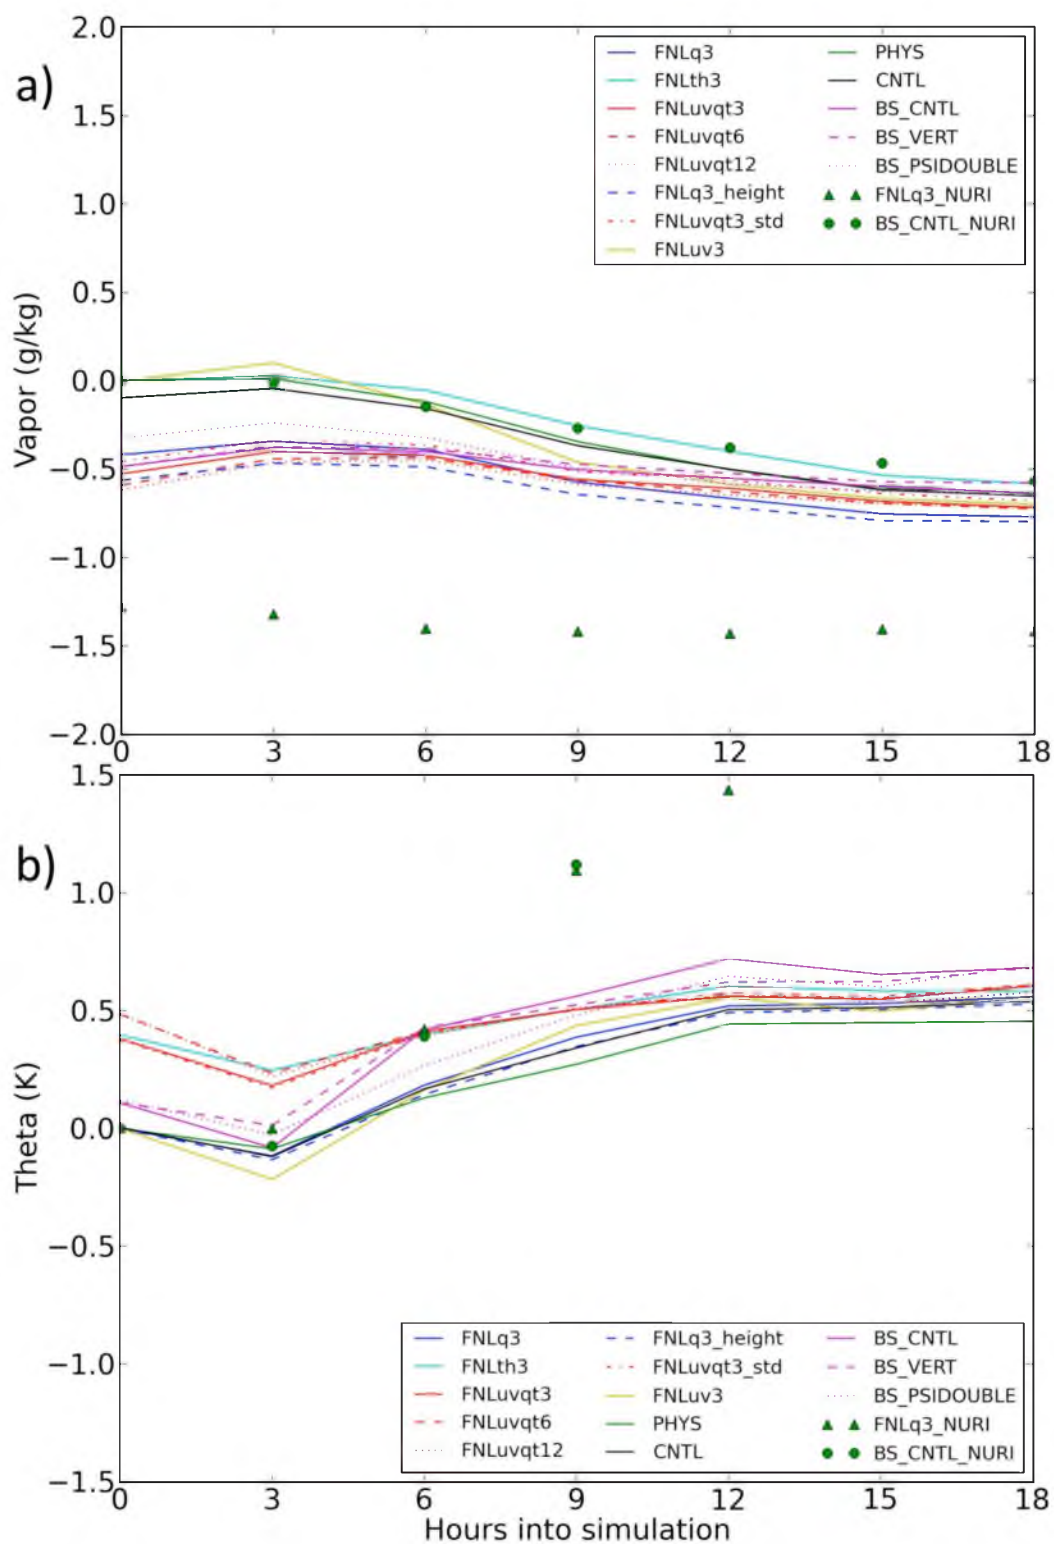 a)
2.0
1.5
1.0
0.5
0.0
−0.5
−1.0
−1.5
−2.0
Vapor (g/kg)
FNLq3
FNLth3
FNLuvqt3
FNLuvqt6
FNLuvqt12
FNLq3_height
FNLuvqt3_std
FNLuv3
PHYS
CNTL
BS_CNTL
BS_VERT
BS_PSIDOUBLE
FNLq3_NURI
BS_CNTL_NURI
0 3 6 9 12 15 18
b)
1.5
1.0
0.5
0.0
−0.5
−1.0
−1.5
Theta (K)
FNLq3
FNLth3
FNLuvqt3
FNLuvqt6
FNLuvqt12
FNLq3_height
FNLuvqt3_std
FNLuv3
PHYS
CNTL
BS_CNTL
BS_VERT
BS_PSIDOUBLE
FNLq3_NURI
BS_CNTL_NURI
0 3 6 9 12 15 18
Hours into simulation